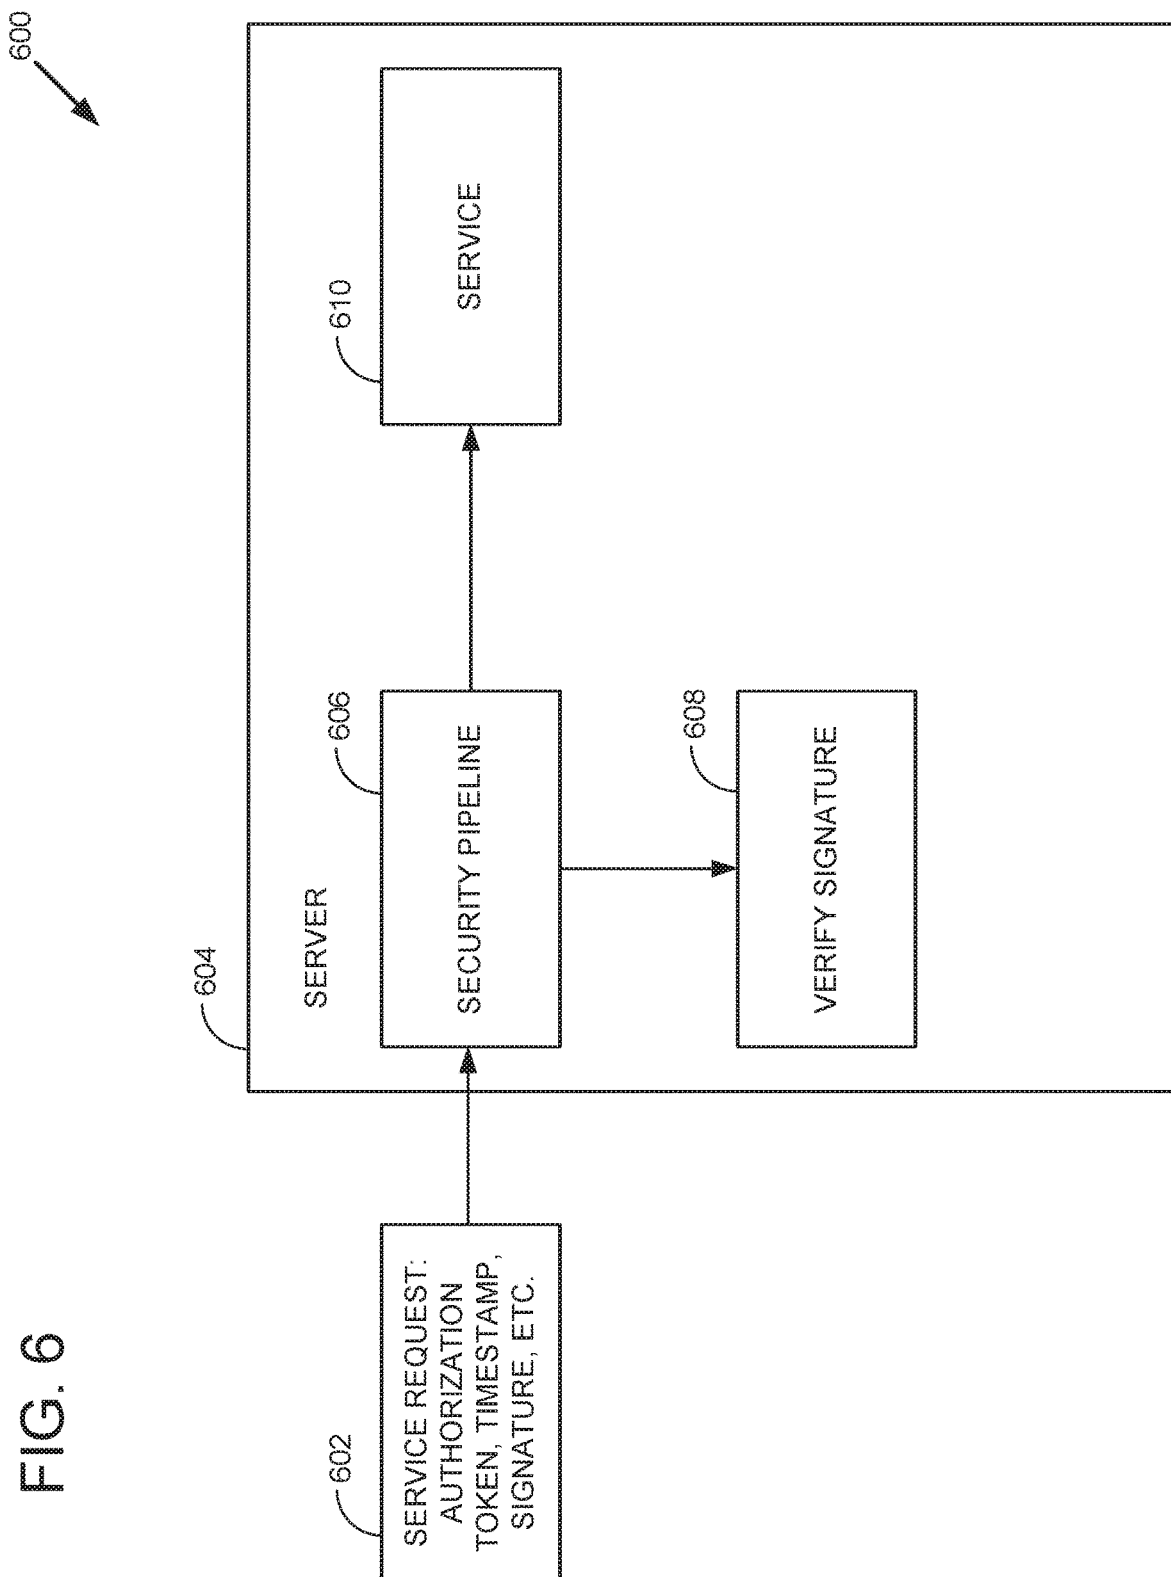 FIG. 6
600
602
SERVICE REQUEST:
AUTHORIZATION
TOKEN, TIMESTAMP,
SIGNATURE, ETC.
604
SERVER
606
SECURITY PIPELINE
608
VERIFY SIGNATURE
610
SERVICE